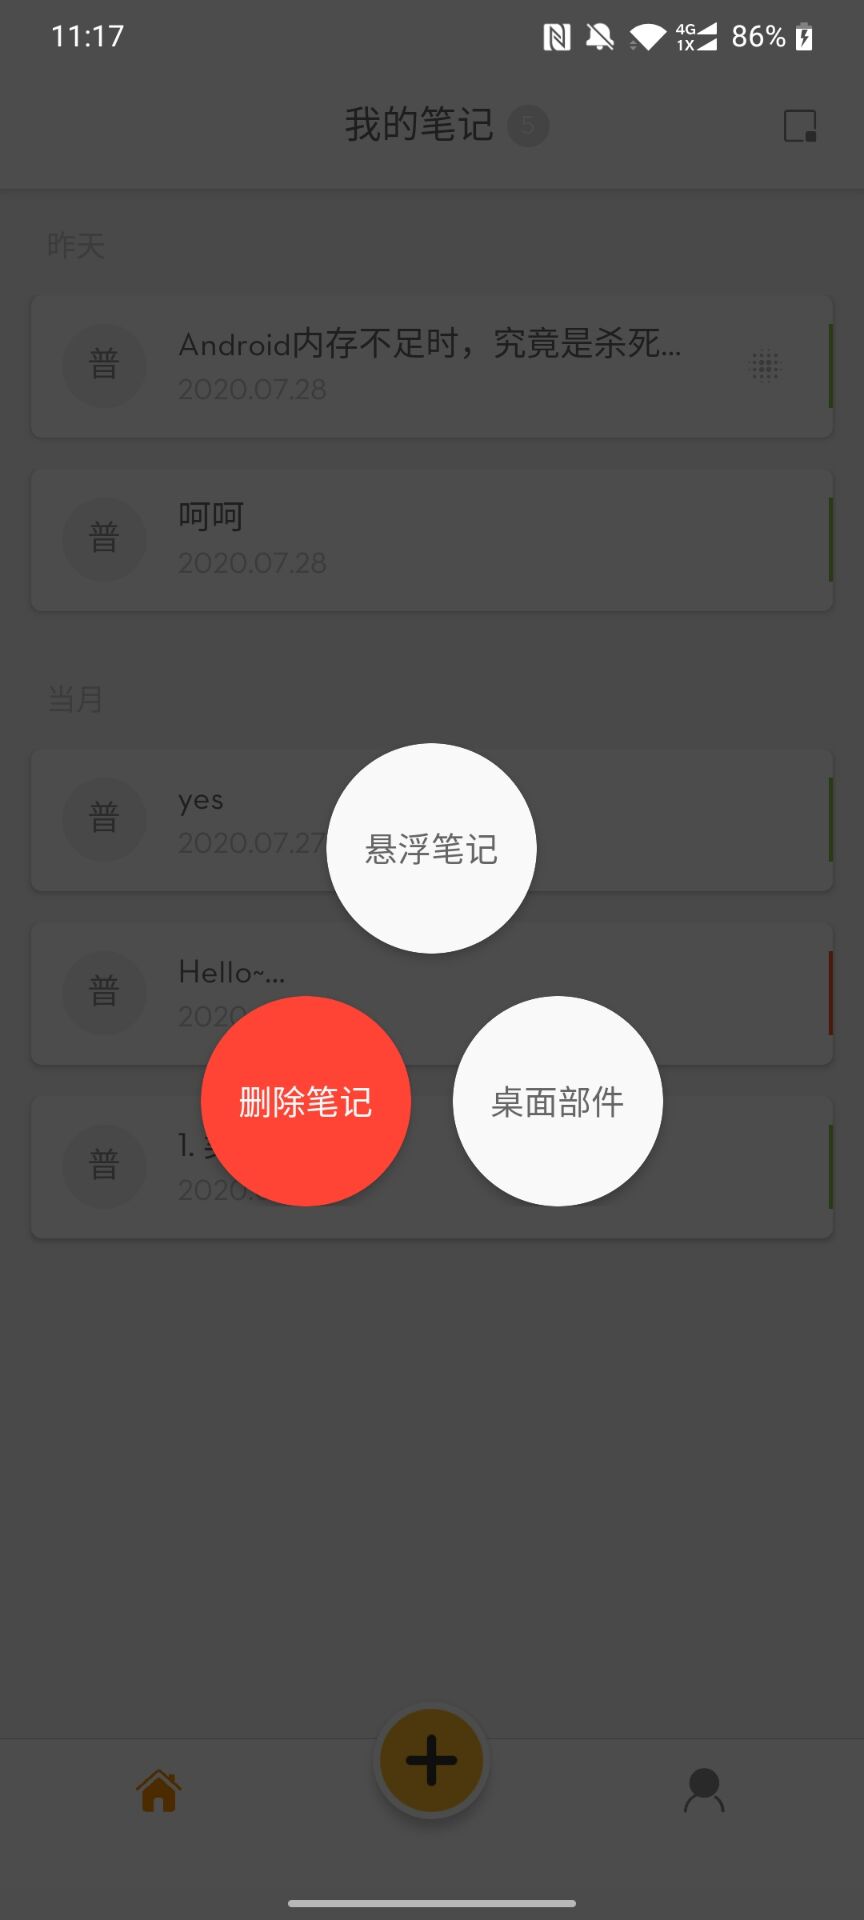 11:17
4G
1X
86%
我的笔记 5
昨天
普
Android内存不足时，究竟是杀死...
2020.07.28
普
呵呵
2020.07.28
当月
普
yes
2020.07.27
悬浮笔记
普
Hello~...
2020
删除笔记
桌面部件
普
1.
2020.